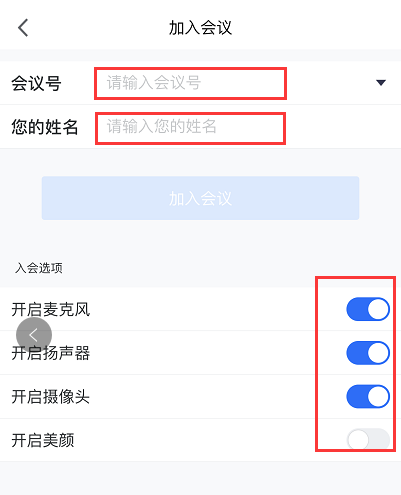 加入会议
会议号 请输入会议号
您的姓名 请输入您的姓名
加入会议
入会选项
开启麦克风
开启扬声器
开启摄像头
开启美颜